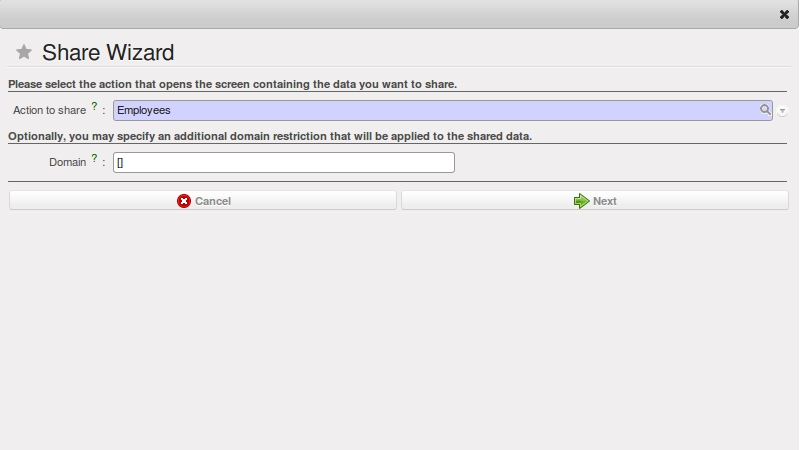 Share Wizard
Please select the action that opens the screen containing the data you want to share.
Action to share ? : Employees
Optionally, you may specify an additional domain restriction that will be applied to the shared data.
Domain ? : []
Cancel Next